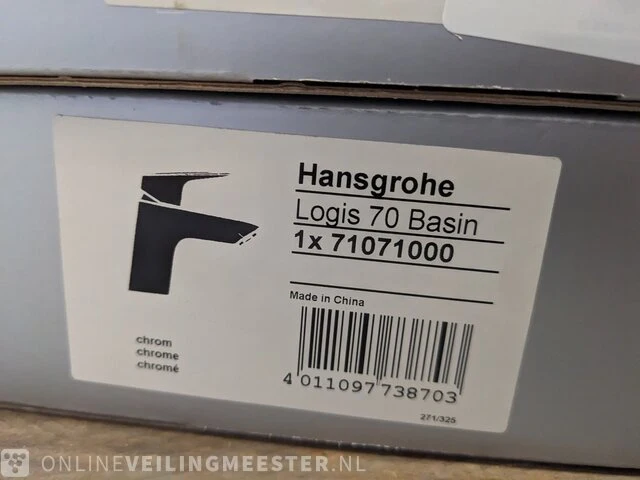 Hansgrohe
Logis 70 Basin
1x 71071000
Made in China
chrom
chrome
chromé
4 011097 738703
271/325
ONLINEVEILINGMEESTER.NL